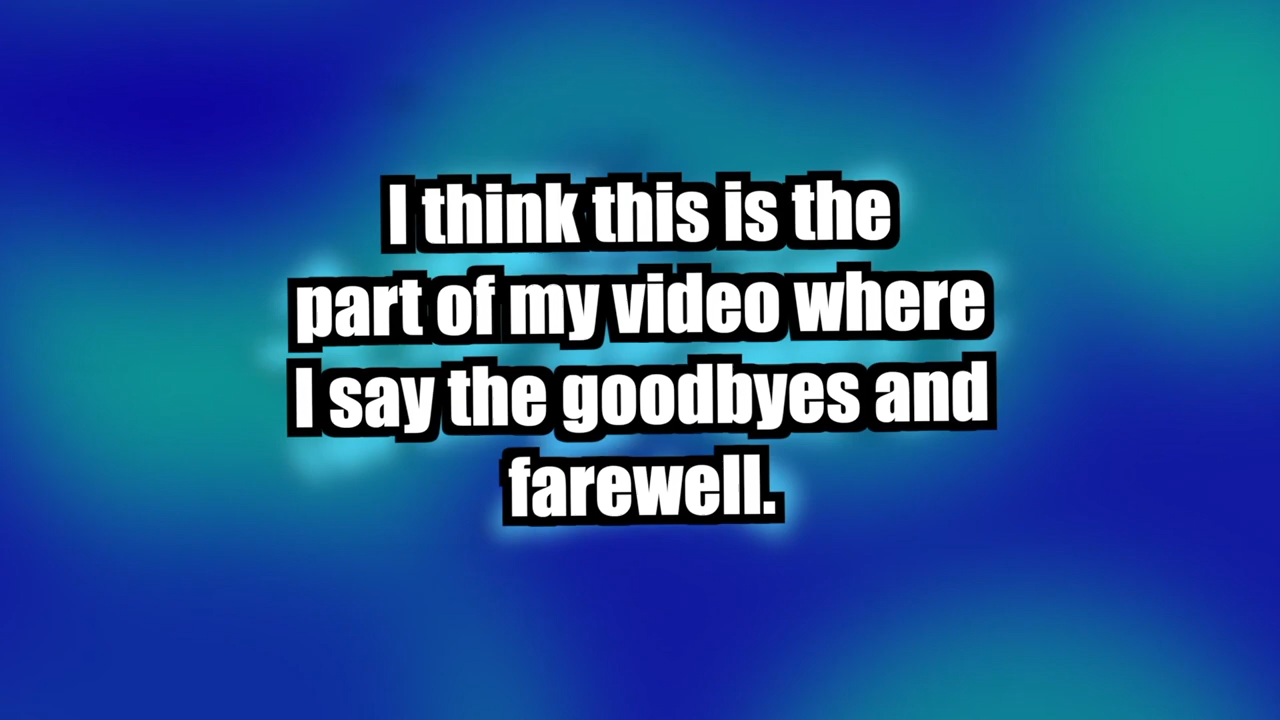 I think this is the
part of my video where
I say the goodbyes and
farewell.